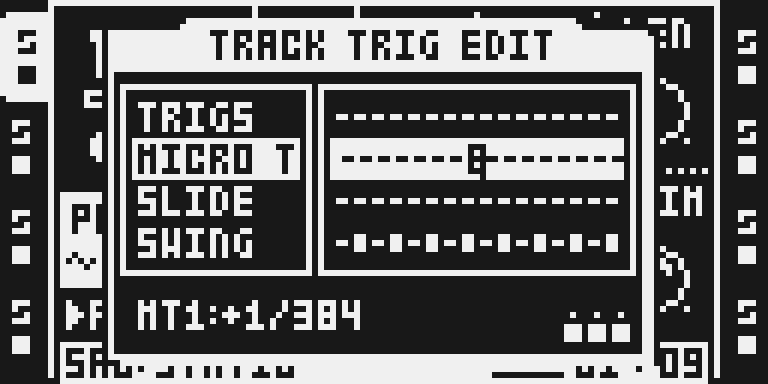 TRACK TRIG EDIT
TRIGS
MICRO T
SLIDE
SWING
MT1:+1/384